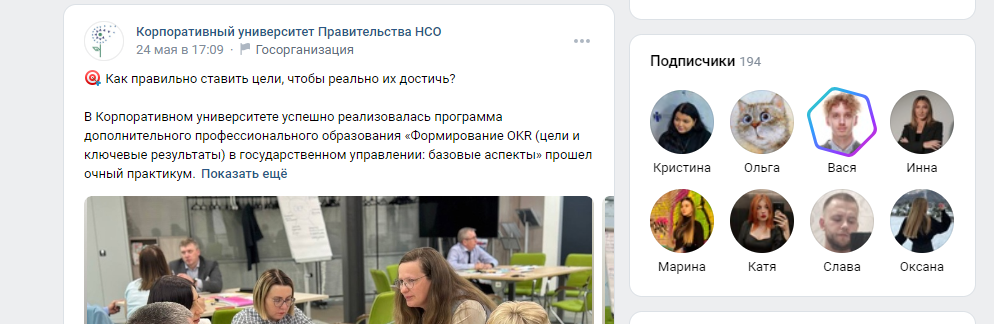 Корпоративный университет Правительства НСО
24 мая в 17:09 · Госорганизация
Как правильно ставить цели, чтобы реально их достичь?
В Корпоративном университете успешно реализовалась программа
дополнительного профессионального образования «Формирование OKR (цели и
ключевые результаты) в государственном управлении: базовые аспекты» прошел
очный практикум. Показать ещё
Подписчики 194
Кристина Ольга Вася Инна
Марина Катя Слава Оксана